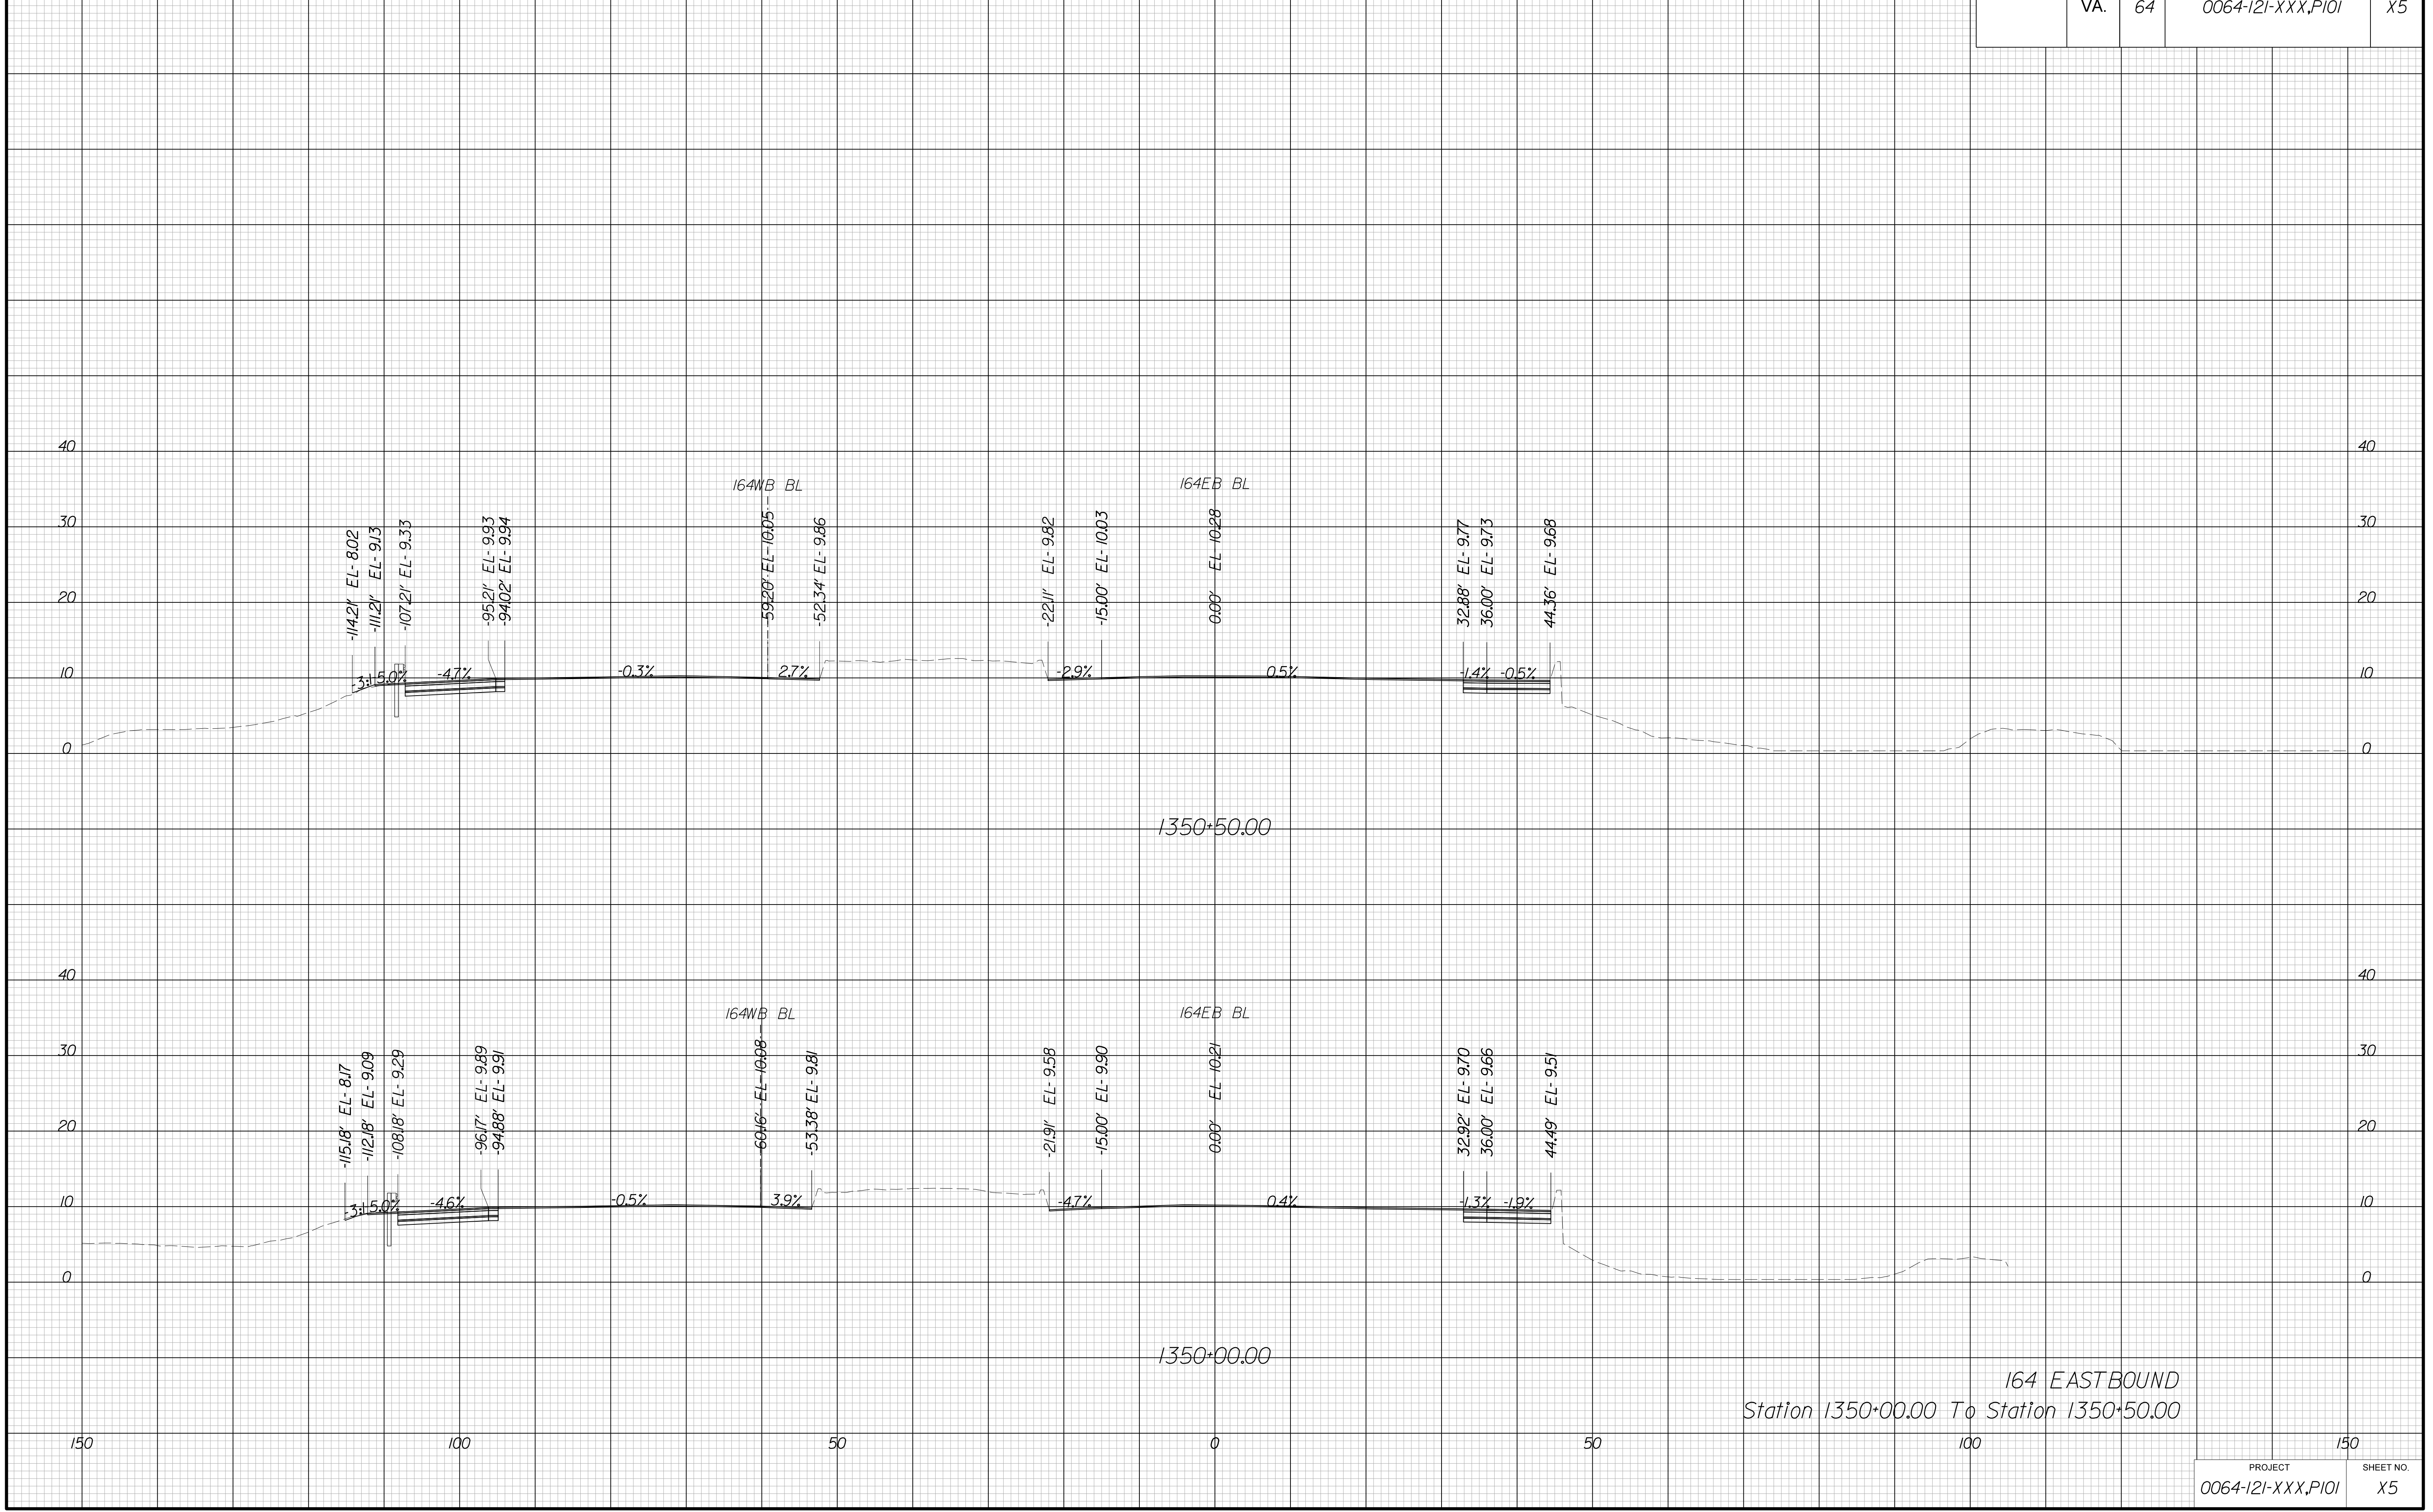 VA. 64 0064-121-XXX,P101 X5
40 40
164WB BL 164EB BL
30 30
-114.21' EL- 8.02
-111.21' EL- 9.13
-107.21' EL- 9.33
-95.21' EL- 9.93
-94.02' EL- 9.94
-59.20' EL- 10.05
-52.34' EL- 9.86
-22.11' EL- 9.82
-15.00' EL- 10.03
0.00' EL 10.28
32.88' EL- 9.77
36.00' EL- 9.73
44.36' EL- 9.68
20 20
10 -3:1 -5.0% -4.7% -0.3% 2.7% -2.9% 0.5% -1.4% -0.5% 10
0 0
1350+50.00
40 40
164WB BL 164EB BL
30 30
-115.18' EL- 8.17
-112.18' EL- 9.09
-108.18' EL- 9.29
-96.17' EL- 9.89
-94.88' EL- 9.91
-60.16' EL- 10.08
-53.38' EL- 9.81
-21.91' EL- 9.58
-15.00' EL- 9.90
0.00' EL 10.21
32.92' EL- 9.70
36.00' EL- 9.66
44.49' EL- 9.51
20 20
10 -3:1 -5.0% -4.6% -0.5% 3.9% -4.7% 0.4% -1.3% -1.9% 10
0 0
1350+00.00
164 EASTBOUND
Station 1350+00.00 To Station 1350+50.00
150 100 50 0 50 100 150
PROJECT SHEET NO.
0064-121-XXX,P101 X5